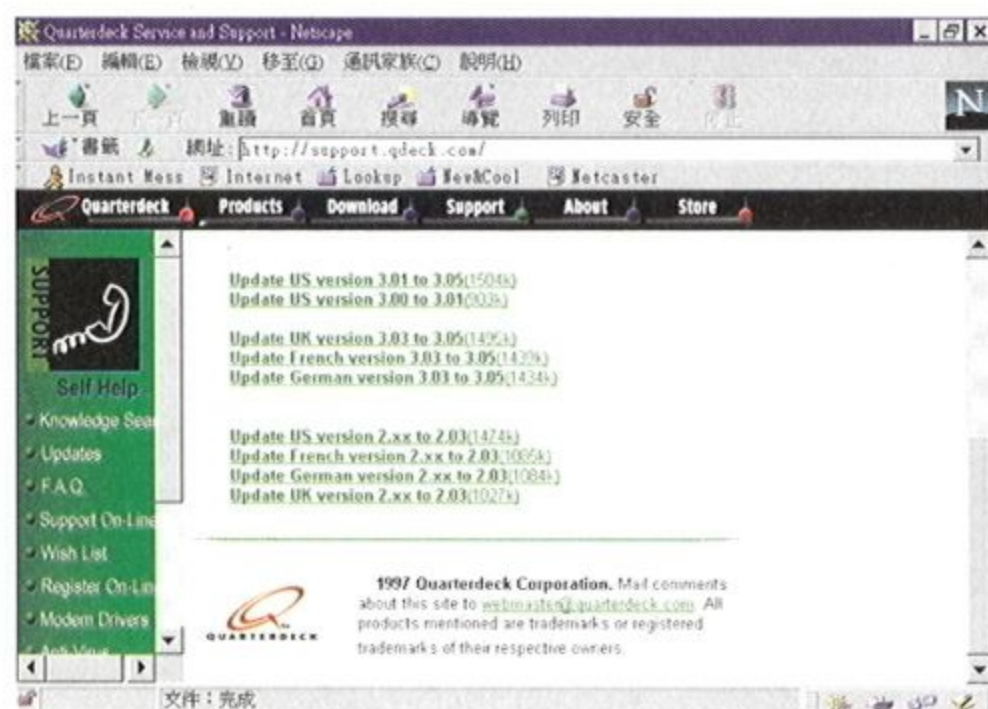 Quarterdeck Service and Support - Netscape
檔案(F) 編輯(E) 檢視(V) 移至(G) 通訊家族(C) 說明(H)
上一頁 下一頁 重讀 首頁 搜尋 導覽 列印 安全 停止 N
書籤 網址: http://support.qdeck.com/
Instant Mess Internet Lookup New&Cool Netcaster
Quarterdeck Products Download Support About Store
SUPPORT
Self Help
Knowledge Sear
Updates
F.A.Q.
Support On-Line
Wish List
Register On-Lin
Modem Drivers
Anti-Virus
Update US version 3.01 to 3.05(1504k)
Update US version 3.00 to 3.01(903k)
Update UK version 3.03 to 3.05(1495k)
Update French version 3.03 to 3.05(1439k)
Update German version 3.03 to 3.05(1434k)
Update US version 2.xx to 2.03(1474k)
Update French version 2.xx to 2.03
Update German version 2.xx to 2.03(1084k)
Update UK version 2.xx to 2.03(1027k)
QUARTERDECK
1997 Quarterdeck Corporation. Mail comments
about this site to webmaster@quarterdeck.com. All
products mentioned are trademarks or registered
trademarks of their respective owners.
文件：完成